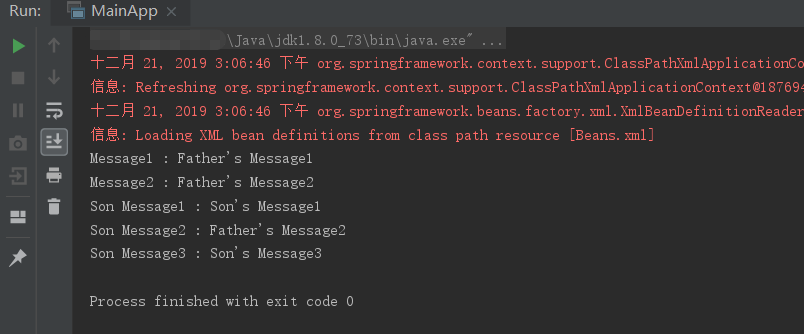 Run: MainApp ×
\Java\jdk1.8.0_73\bin\java.exe" ...
十二月 21, 2019 3:06:46 下午 org.springframework.context.support.ClassPathXmlApplicationCo
信息: Refreshing org.springframework.context.support.ClassPathXmlApplicationContext@187694
十二月 21, 2019 3:06:46 下午 org.springframework.beans.factory.xml.XmlBeanDefinitionReader
信息: Loading XML bean definitions from class path resource [Beans.xml]
Message1 : Father's Message1
Message2 : Father's Message2
Son Message1 : Son's Message1
Son Message2 : Father's Message2
Son Message3 : Son's Message3
Process finished with exit code 0